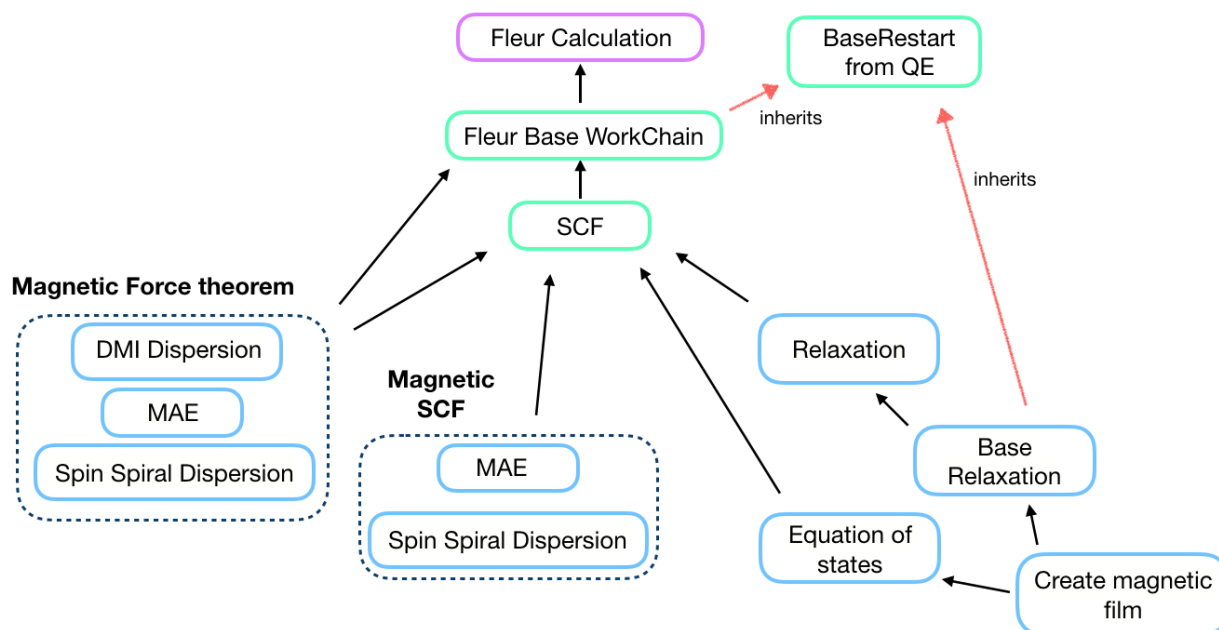 Fleur Calculation
BaseRestart
from QE
inherits
Fleur Base WorkChain
inherits
SCF
Magnetic Force theorem
DMI Dispersion
MAE
Spin Spiral Dispersion
Magnetic
SCF
MAE
Spin Spiral Dispersion
Relaxation
Base
Relaxation
Equation of
states
Create magnetic
film